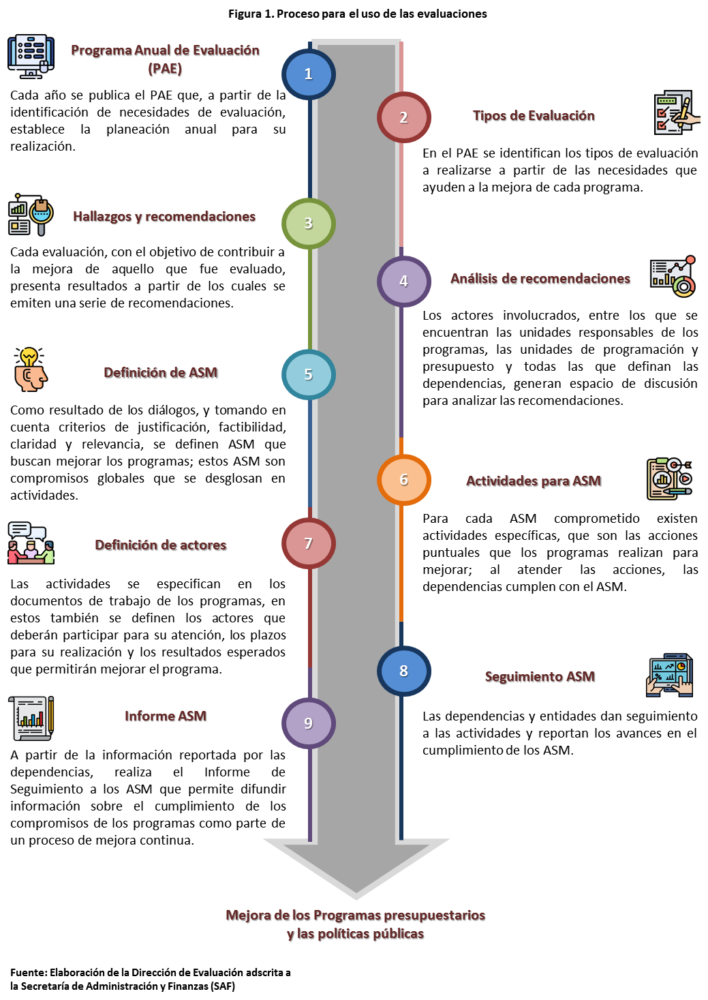 Figura 1. Proceso para el uso de las evaluaciones
1
Programa Anual de Evaluación
(PAE)
Cada año se publica el PAE que, a partir de la
identificación de necesidades de evaluación,
establece la planeación anual para su
realización.
2
Tipos de Evaluación
En el PAE se identifican los tipos de evaluación
a realizarse a partir de las necesidades que
ayuden a la mejora de cada programa.
3
Hallazgos y recomendaciones
Cada evaluación, con el objetivo de contribuir a
la mejora de aquello que fue evaluado,
presenta resultados a partir de los cuales se
emiten una serie de recomendaciones.
4
Análisis de recomendaciones
Los actores involucrados, entre los que se
encuentran las unidades responsables de los
programas, las unidades de programación y
presupuesto y todas las que definan las
dependencias, generan espacio de discusión
para analizar las recomendaciones.
5
Definición de ASM
Como resultado de los diálogos, y tomando en
cuenta criterios de justificación, factibilidad,
claridad y relevancia, se definen ASM que
buscan mejorar los programas; estos ASM son
compromisos globales que se desglosan en
actividades.
6
Actividades para ASM
Para cada ASM comprometido existen
actividades específicas, que son las acciones
puntuales que los programas realizan para
mejorar; al atender las acciones, las
dependencias cumplen con el ASM.
7
Definición de actores
Las actividades se especifican en los
documentos de trabajo de los programas, en
estos también se definen los actores que
deberán participar para su atención, los plazos
para su realización y los resultados esperados
que permitirán mejorar el programa.
8
Seguimiento ASM
Las dependencias y entidades dan seguimiento
a las actividades y reportan los avances en el
cumplimiento de los ASM.
9
Informe ASM
A partir de la información reportada por las
dependencias, realiza el Informe de
Seguimiento a los ASM que permite difundir
información sobre el cumplimiento de los
compromisos de los programas como parte de
un proceso de mejora continua.
Mejora de los Programas presupuestarios
y las políticas públicas
Fuente: Elaboración de la Dirección de Evaluación adscrita a
la Secretaría de Administración y Finanzas (SAF)